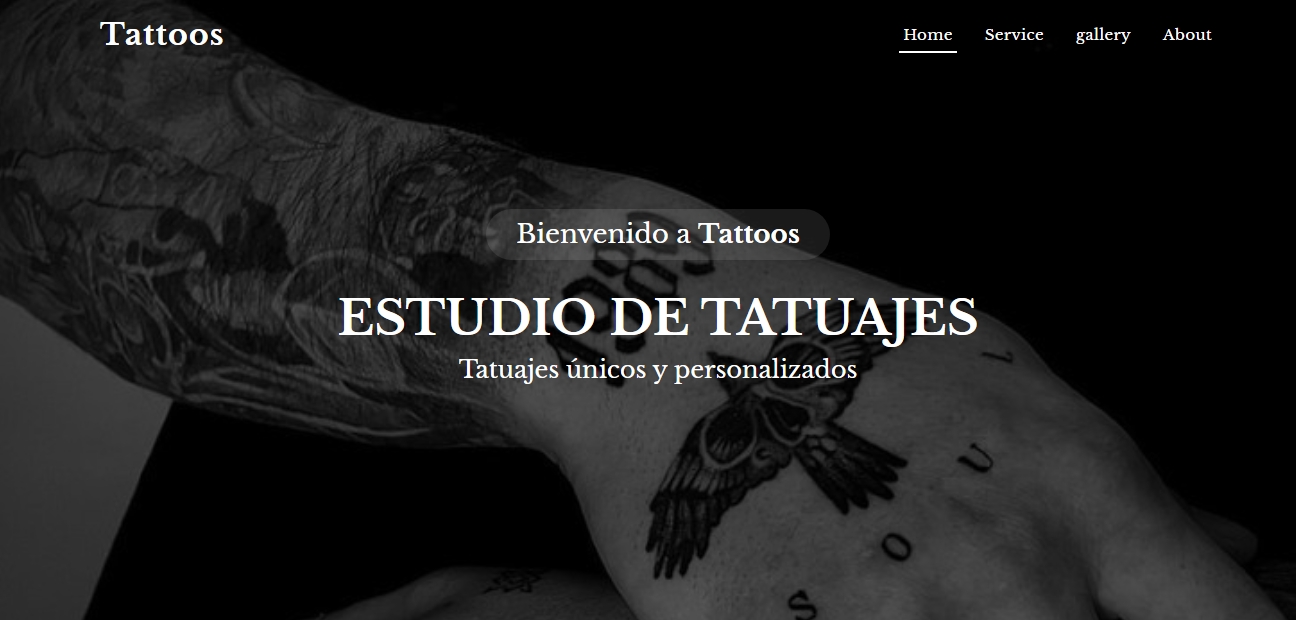 Tattoos
Home Service gallery About
Bienvenido a Tattoos
ESTUDIO DE TATUAJES
Tatuajes únicos y personalizados
L
U
O
S